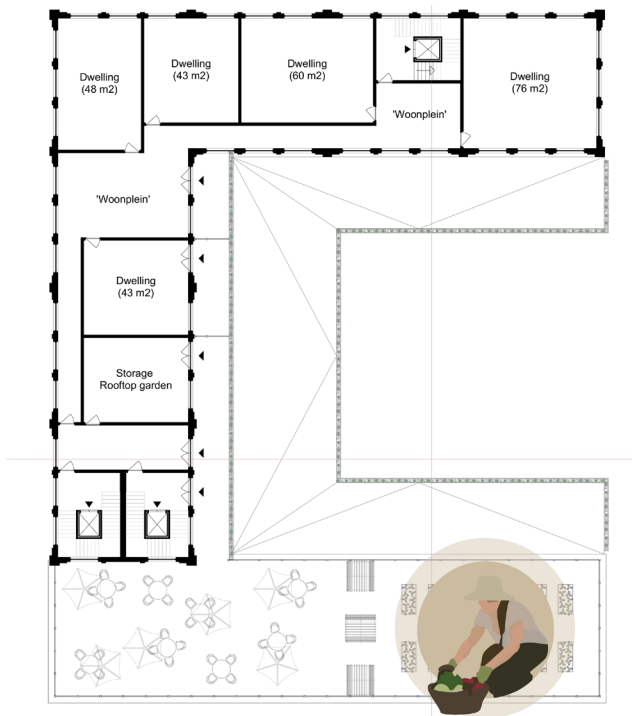 Dwelling
(48 m2)
Dwelling
(43 m2)
Dwelling
(60 m2)
Dwelling
(76 m2)
'Woonplein'
'Woonplein'
Dwelling
(43 m2)
Storage
Rooftop garden